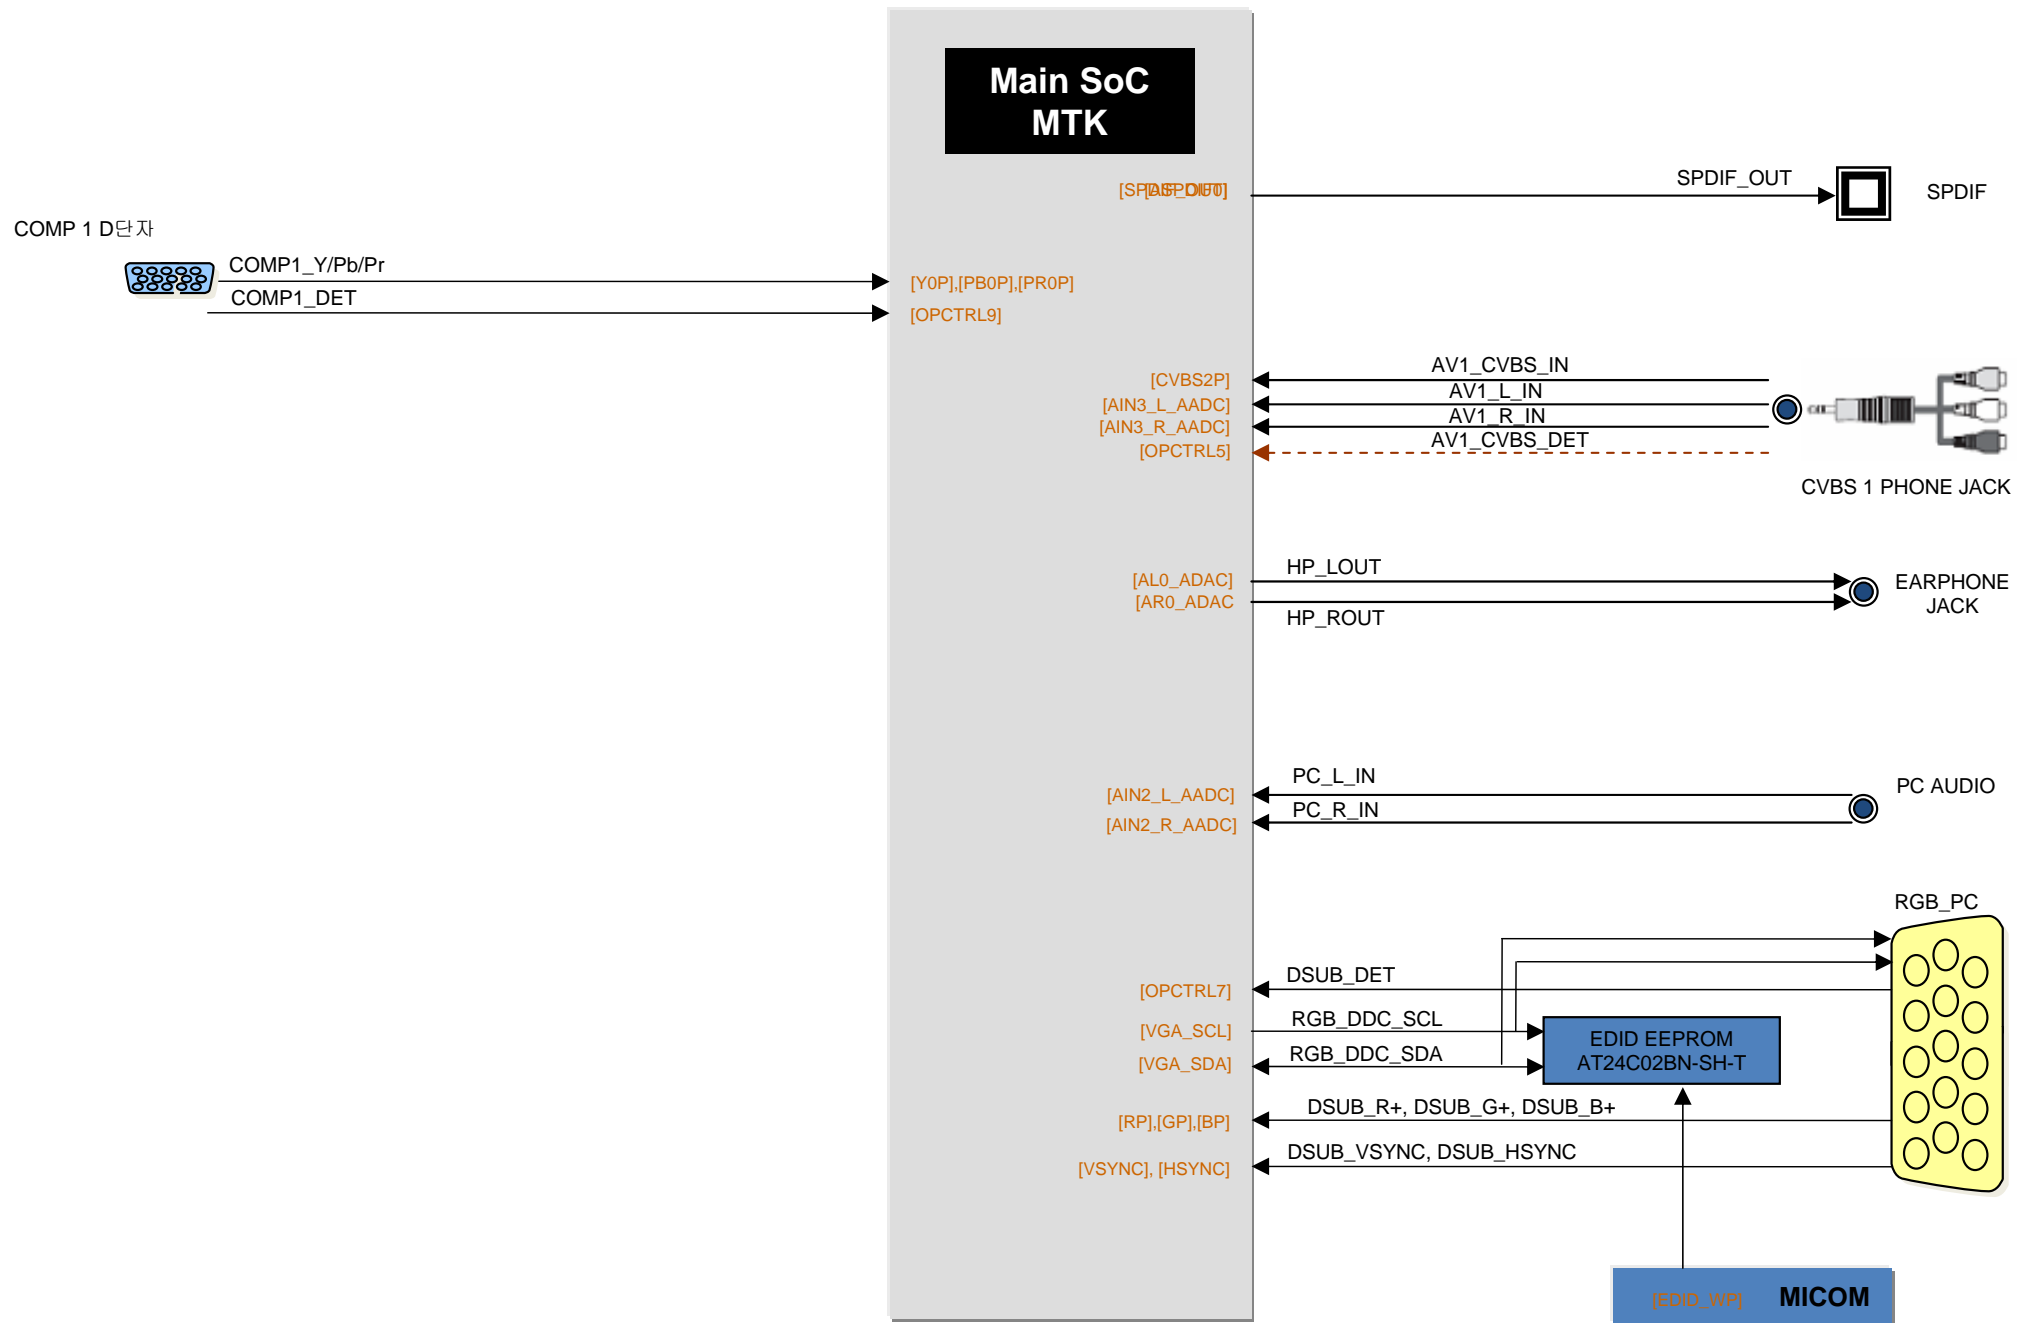 Main SoC
MTK
[SPDIF_OUT]
[ASPDIF0]
SPDIF_OUT
SPDIF
COMP 1 D단자
COMP1_Y/Pb/Pr
COMP1_DET
[Y0P],[PB0P],[PR0P]
[OPCTRL9]
[CVBS2P]
[AIN3_L_AADC]
[AIN3_R_AADC]
[OPCTRL5]
AV1_CVBS_IN
AV1_L_IN
AV1_R_IN
AV1_CVBS_DET
CVBS 1 PHONE JACK
[AL0_ADAC]
[AR0_ADAC
HP_LOUT
HP_ROUT
EARPHONE
JACK
[AIN2_L_AADC]
[AIN2_R_AADC]
PC_L_IN
PC_R_IN
PC AUDIO
RGB_PC
[OPCTRL7]
[VGA_SCL]
[VGA_SDA]
[RP],[GP],[BP]
[VSYNC], [HSYNC]
DSUB_DET
RGB_DDC_SCL
RGB_DDC_SDA
DSUB_R+, DSUB_G+, DSUB_B+
DSUB_VSYNC, DSUB_HSYNC
EDID EEPROM
AT24C02BN-SH-T
[EDID_WP] MICOM